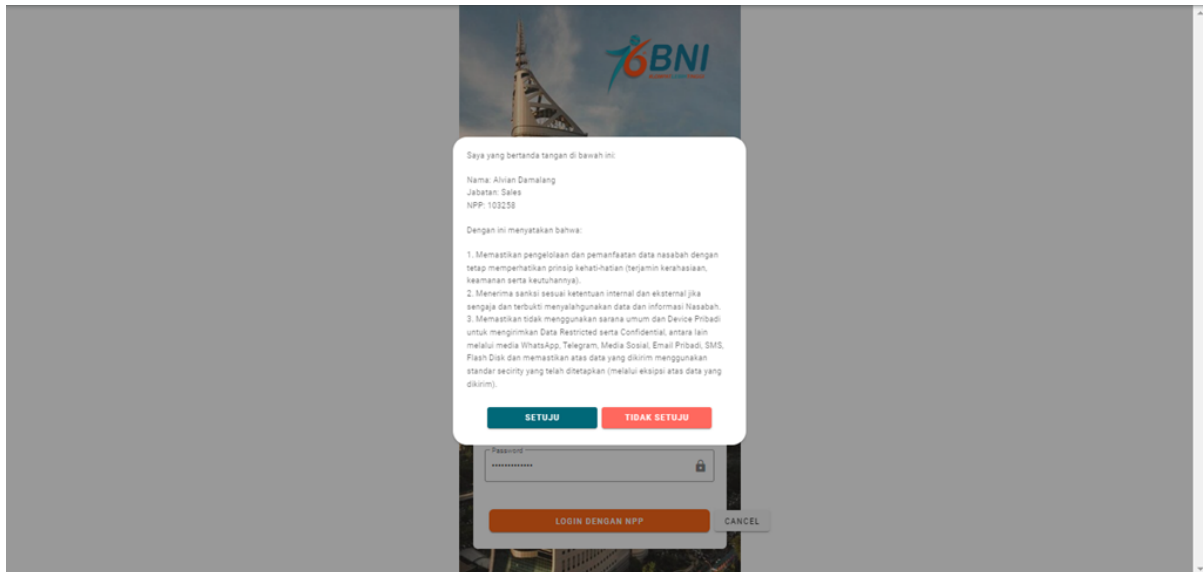 76 BNI
Saya yang bertanda tangan di bawah ini:
Nama: Alvian Damalang
Jabatan: Sales
NPP: 103258
Dengan ini menyatakan bahwa:
1. Memastikan pengelolaan dan pemanfaatan data nasabah dengan
tetap memperhatikan prinsip kehati-hatian (terjamin kerahasiaan,
keamanan serta keutuhannya).
2. Menerima sanksi sesuai ketentuan internal dan eksternal jika
sengaja dan terbukti menyalahgunakan data dan informasi Nasabah.
3. Memastikan tidak menggunakan sarana umum dan Device Pribadi
untuk mengirimkan Data Restricted serta Confidential, antara lain
melalui media WhatsApp, Telegram, Media Sosial, Email Pribadi, SMS,
Flash Disk dan memastikan atas data yang dikirim menggunakan
standar secirity yang telah ditetapkan (melalui eksipsi atas data yang
dikirim).
SETUJU TIDAK SETUJU
Password
LOGIN DENGAN NPP CANCEL